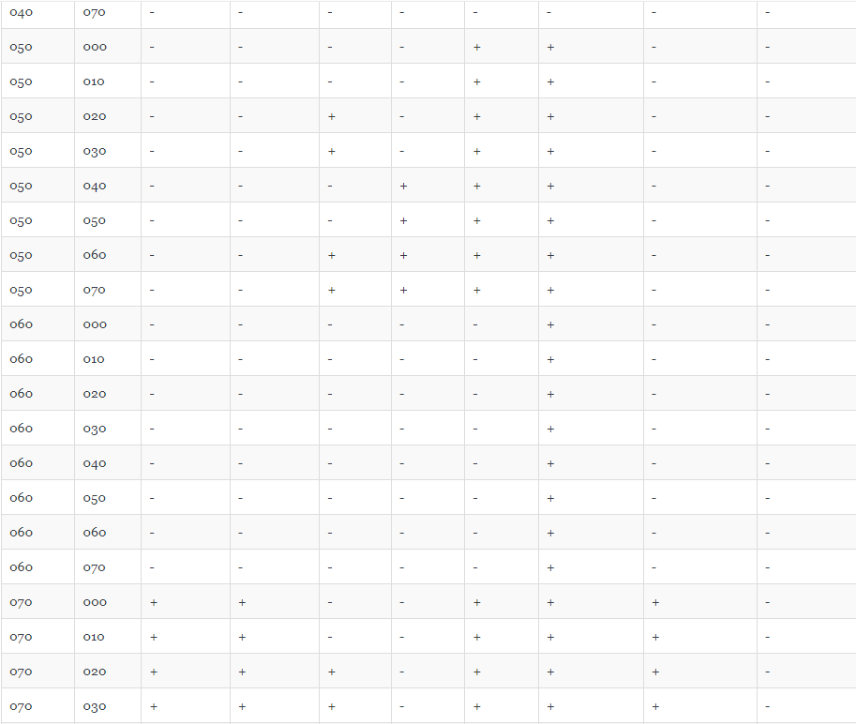 040 070 - - - - - - - -
050 000 - - - - + + - -
050 010 - - - - + + - -
050 020 - - + - + + - -
050 030 - - + - + + - -
050 040 - - - + + + - -
050 050 - - - + + + - -
050 060 - - + + + + - -
050 070 - - + + + + - -
060 000 - - - - - + - -
060 010 - - - - - + - -
060 020 - - - - - + - -
060 030 - - - - - + - -
060 040 - - - - - + - -
060 050 - - - - - + - -
060 060 - - - - - + - -
060 070 - - - - - + - -
070 000 + + - - + + + -
070 010 + + - - + + + -
070 020 + + + - + + + -
070 030 + + + - + + + -